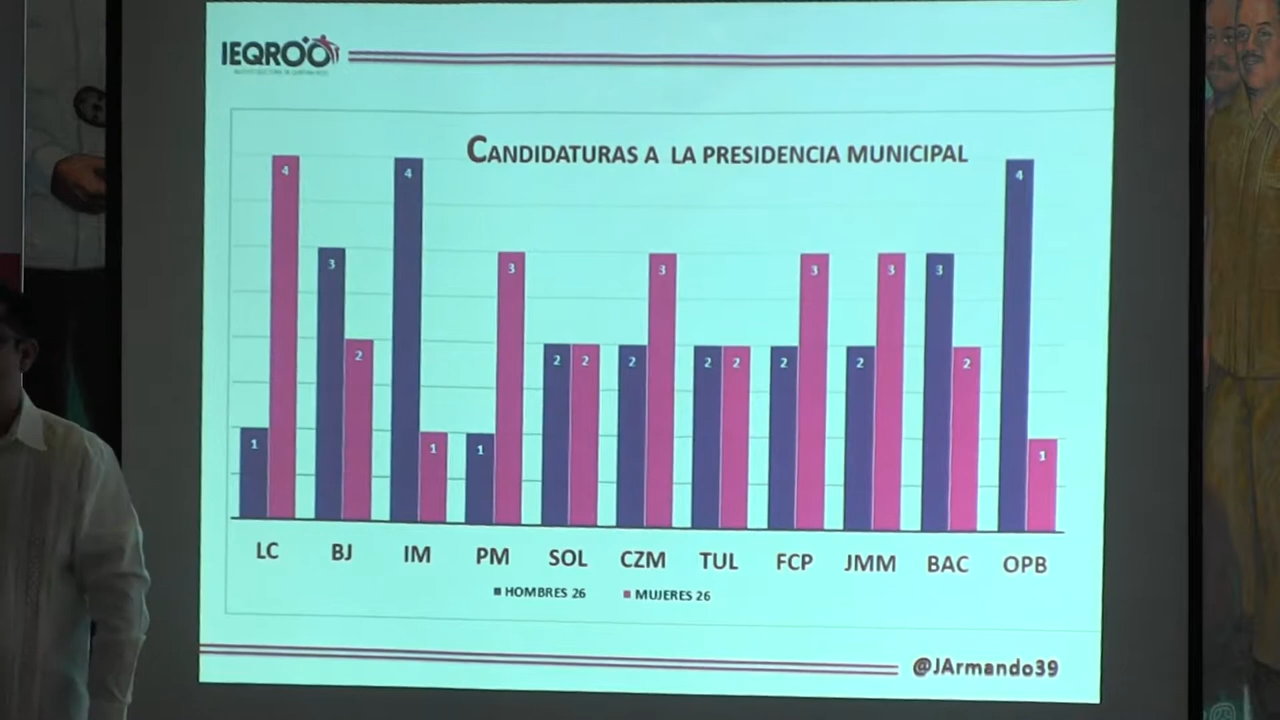 IEQROO
CANDIDATURAS A LA PRESIDENCIA MUNICIPAL
4 4 4
3 3 3 3 3 3
2 2 2 2 2 2 2 2 2 2
1 1 1 1
LC BJ IM PM SOL CZM TUL FCP JMM BAC OPB
HOMBRES 26 MUJERES 26
@JArmando39